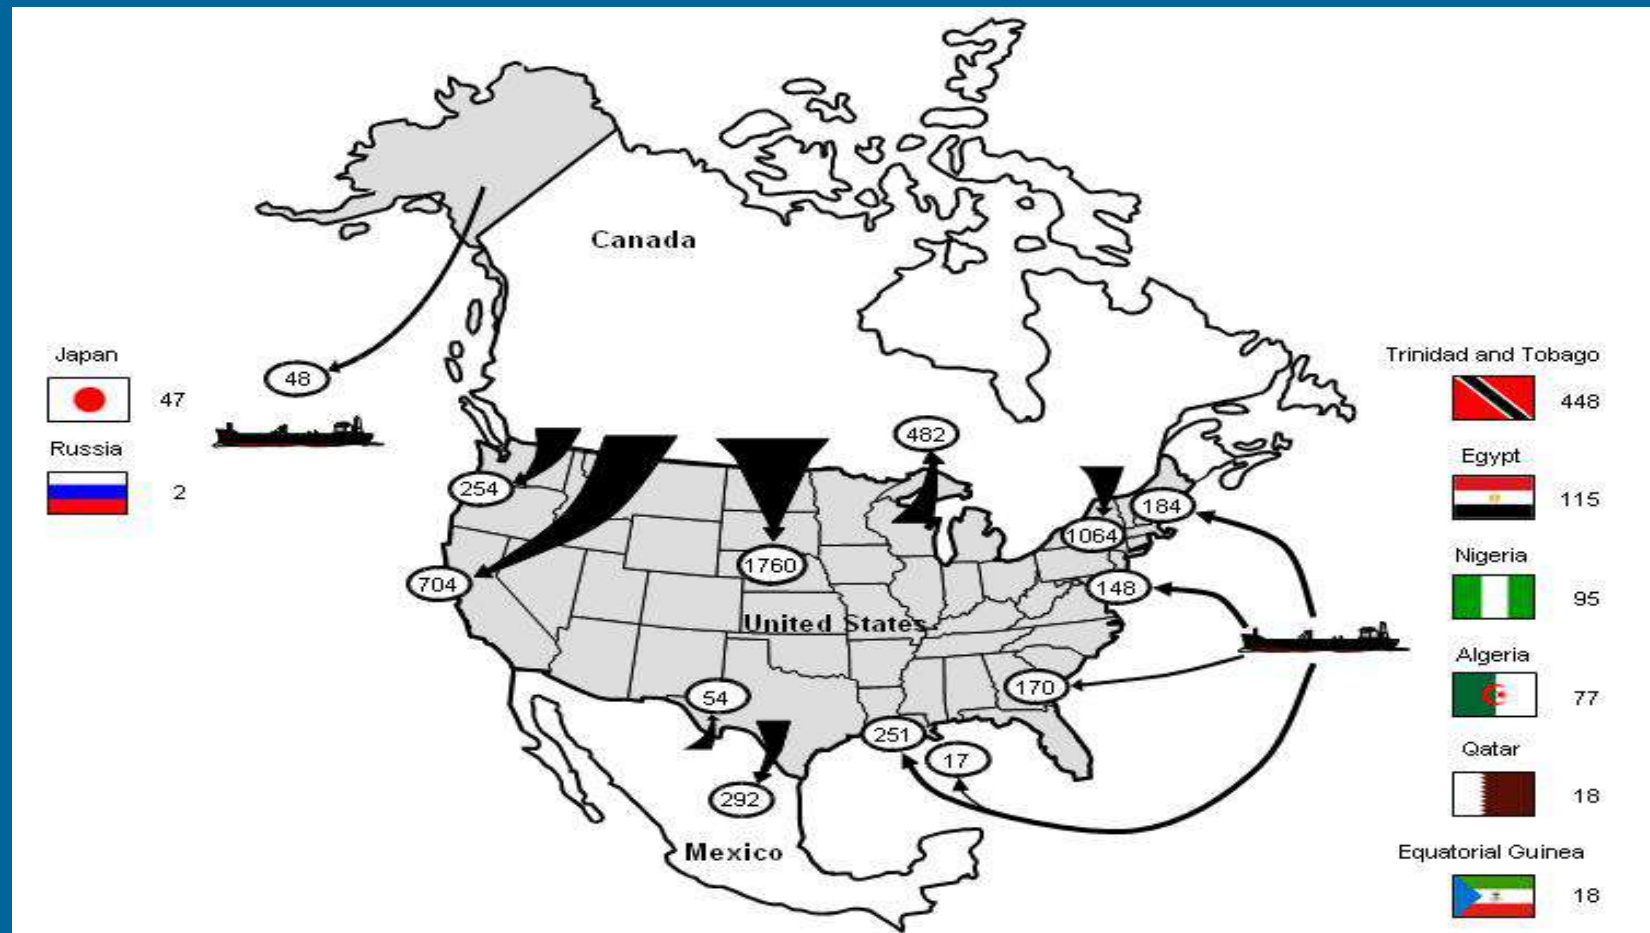 Canada
Japan
47
Russia
2
48
Trinidad and Tobago
448
Egypt
115
Nigeria
95
Algeria
77
Qatar
18
Equatorial Guinea
18
482
254
184
1064
1760
704
148
United States
54
170
251
17
292
Mexico